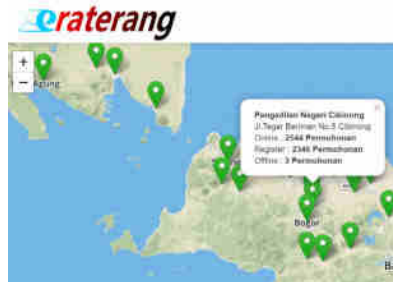 eraterang
+
−
Agung
Pengadilan Negeri Cibinong
Jl.Tegar Beriman No.5 Cibinong
Online : 2544 Permohonan
Register : 2346 Permohonan
Offline : 3 Permohonan
Bogor